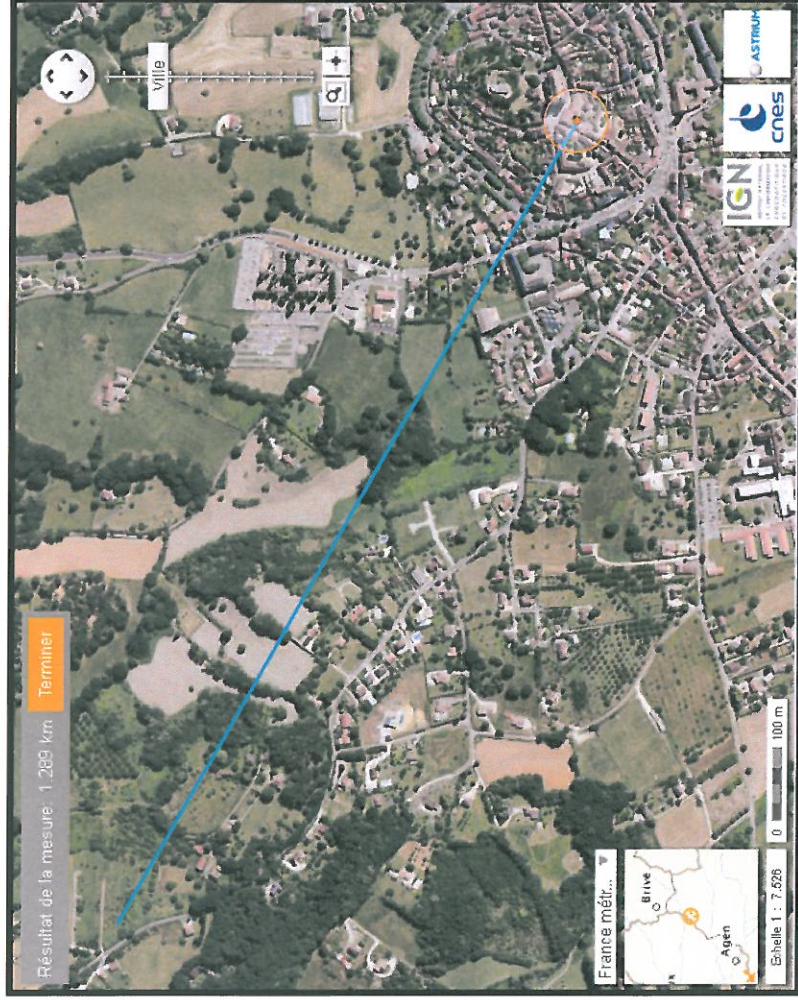 Résultat de la mesure: 1.289 km Terminer
Ville
France métr...
Brive
Agen
Echelle 1 : 7.526
0 100 m
IGN
cnes
ASTRIUM